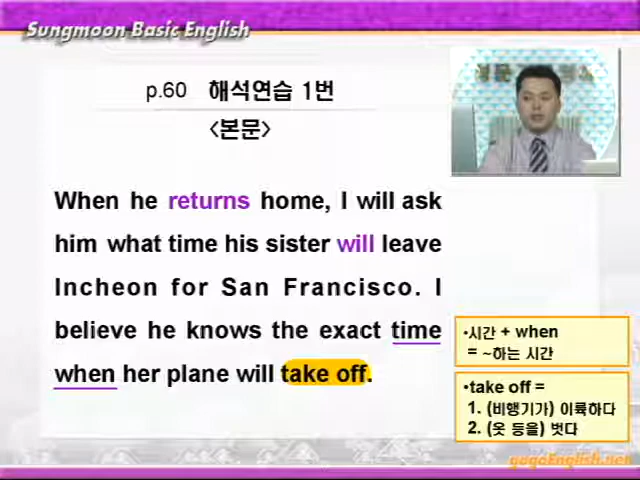 Sungmoon Basic English
p.60 해석연습 1번
<본문>
When he returns home, I will ask
him what time his sister will leave
Incheon for San Francisco. I
believe he knows the exact time
when her plane will take off.
•시간 + when
= ~하는 시간
•take off =
1. (비행기가) 이륙하다
2. (옷 등을) 벗다
gogoEnglish.net